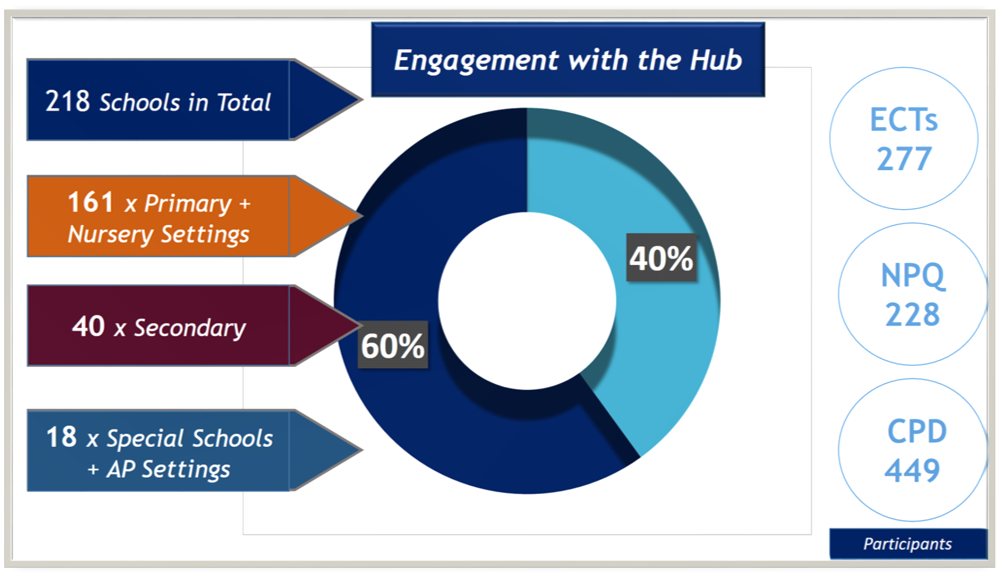 Engagement with the Hub
218 Schools in Total
161 x Primary +
Nursery Settings
40 x Secondary
18 x Special Schools
+ AP Settings
40%
60%
ECTs
277
NPQ
228
CPD
449
Participants